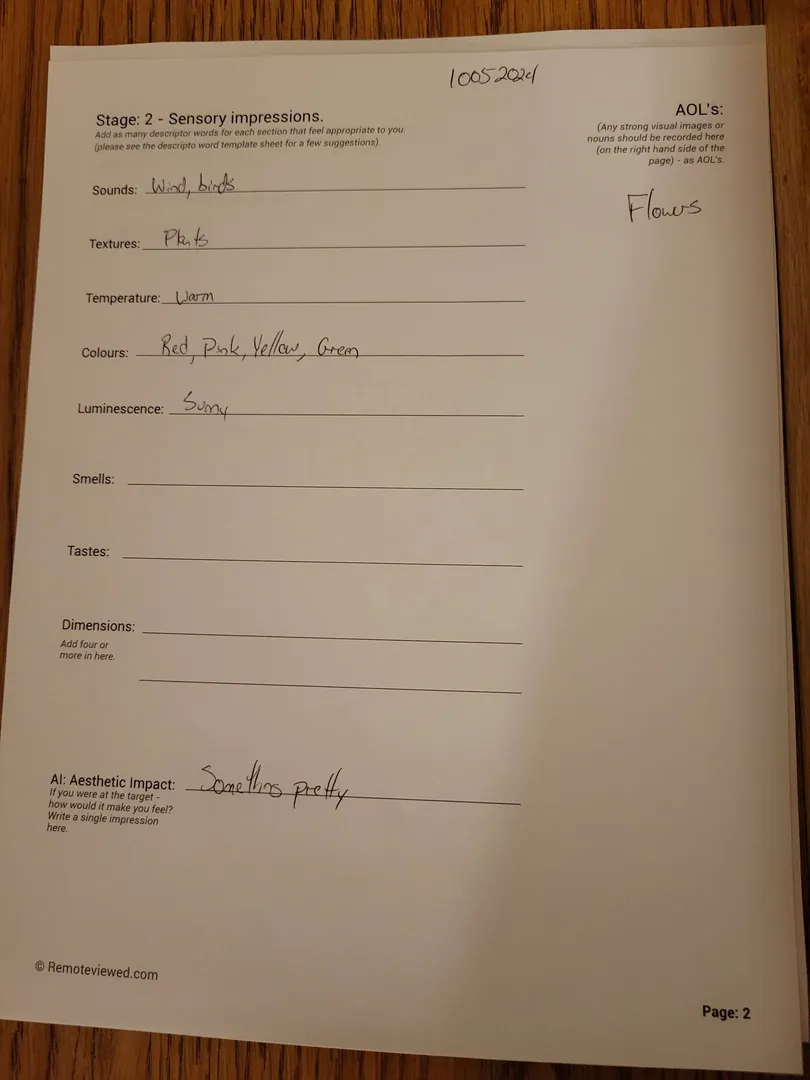 10052024
Stage: 2 - Sensory impressions.
Add as many descriptor words for each section that feel appropriate to you.
(please see the descripto word template sheet for a few suggestions).
AOL's:
(Any strong visual images or
nouns should be recorded here
(on the right hand side of the
page) - as AOL's.
Flowers
Sounds: Wind, birds
Textures: Plants
Temperature: Warm
Colours: Red, Pink, Yellow, Green
Luminescence: Sunny
Smells:
Tastes:
Dimensions:
Add four or
more in here.
AI: Aesthetic Impact: Something pretty
If you were at the target -
how would it make you feel?
Write a single impression
here.
© Remoteviewed.com
Page: 2